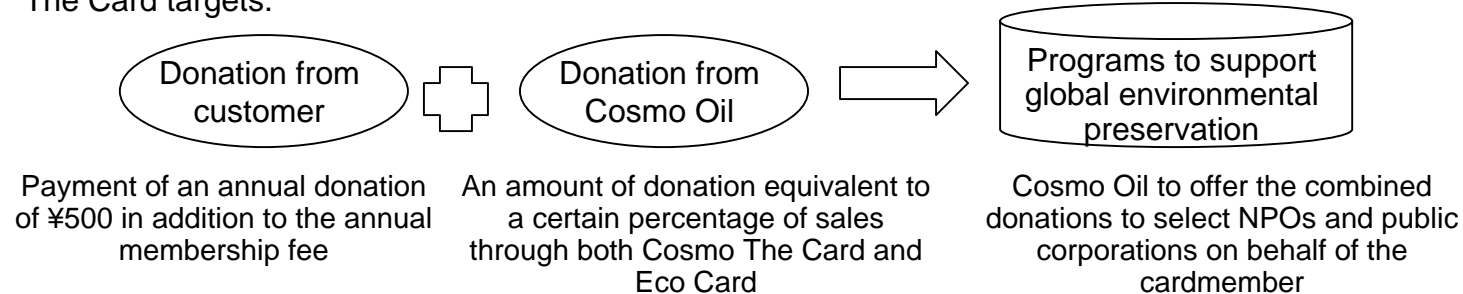 The Card targets.
Donation from
customer
Donation from
Cosmo Oil
Programs to support
global environmental
preservation
Payment of an annual donation
of ¥500 in addition to the annual
membership fee
An amount of donation equivalent to
a certain percentage of sales
through both Cosmo The Card and
Eco Card
Cosmo Oil to offer the combined
donations to select NPOs and public
corporations on behalf of the
cardmember